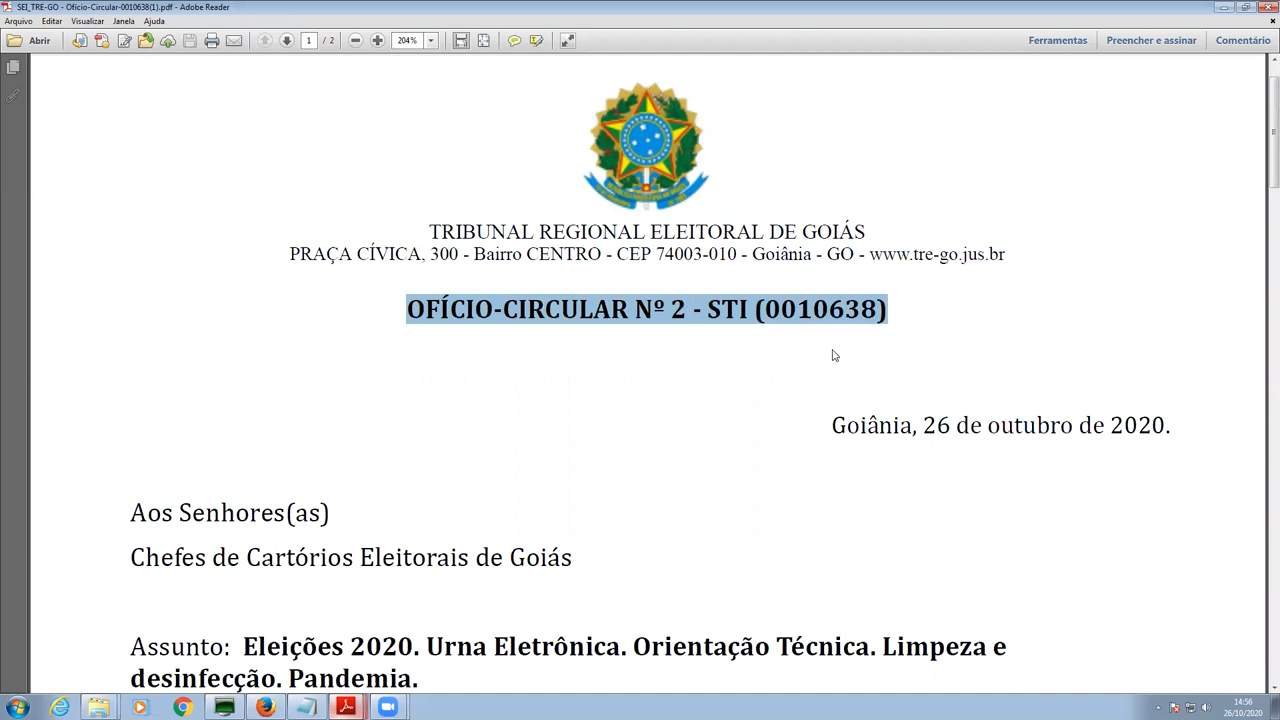 SEI_TRE-GO - Ofício-Circular-0010638(1).pdf - Adobe Reader
Arquivo Editar Visualizar Janela Ajuda
Abrir 1 / 2 204% Ferramentas Preencher e assinar Comentário
TRIBUNAL REGIONAL ELEITORAL DE GOIÁS
PRAÇA CÍVICA, 300 - Bairro CENTRO - CEP 74003-010 - Goiânia - GO - www.tre-go.jus.br
OFÍCIO-CIRCULAR Nº 2 - STI (0010638)
Goiânia, 26 de outubro de 2020.
Aos Senhores(as)
Chefes de Cartórios Eleitorais de Goiás
Assunto: Eleições 2020. Urna Eletrônica. Orientação Técnica. Limpeza e
desinfecção. Pandemia.
14:56
26/10/2020